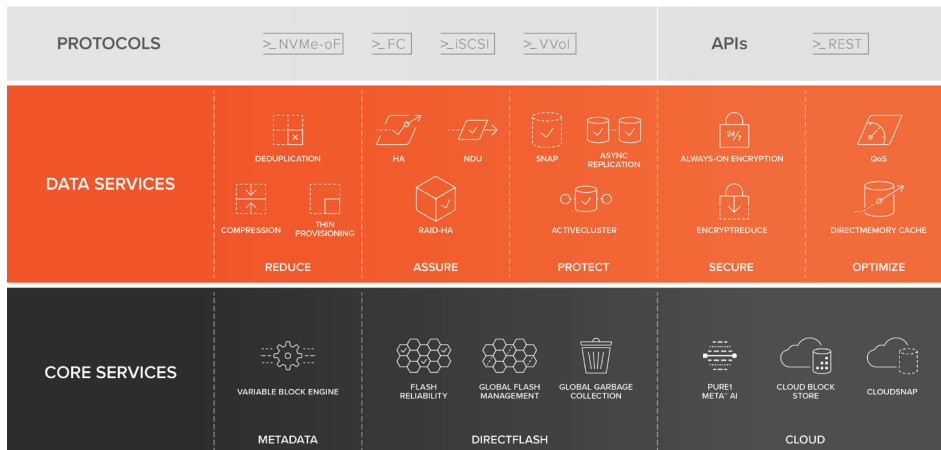 PROTOCOLS
>_NVMe-oF
>_FC
>_iSCSI
>_VVol
APIs
>_REST
DATA SERVICES
DEDUPLICATION
COMPRESSION
THIN
PROVISIONING
REDUCE
HA
NDU
RAID-HA
ASSURE
SNAP
ASYNC
REPLICATION
ACTIVECLUSTER
PROTECT
24/7
ALWAYS-ON ENCRYPTION
ENCRYPTREDUCE
SECURE
QoS
DIRECTMEMORY CACHE
OPTIMIZE
CORE SERVICES
VARIABLE BLOCK ENGINE
METADATA
FLASH
RELIABILITY
GLOBAL FLASH
MANAGEMENT
GLOBAL GARBAGE
COLLECTION
DIRECTFLASH
PURE1
META™ AI
CLOUD BLOCK
STORE
CLOUDSNAP
CLOUD